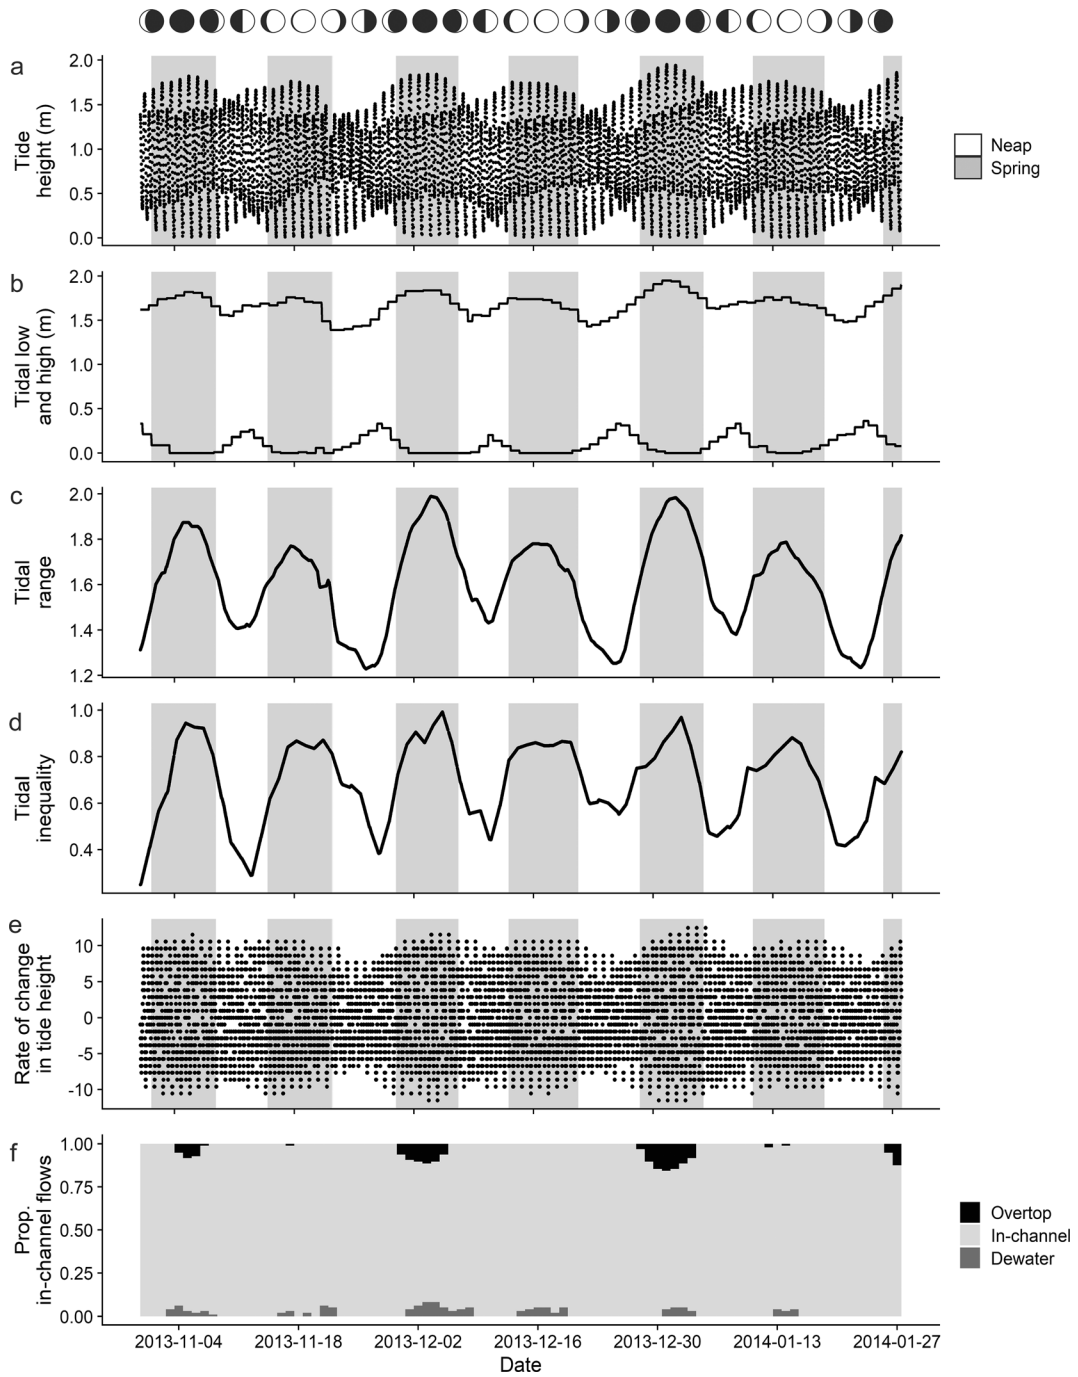 a
Tide
height (m)
2.0
1.5
1.0
0.5
0.0
Neap
Spring
b
Tidal low
and high (m)
2.0
1.5
1.0
0.5
0.0
c
Tidal
range
2.0
1.8
1.6
1.4
1.2
d
Tidal
inequality
1.0
0.8
0.6
0.4
e
Rate of change
in tide height
10
5
0
-5
-10
f
Prop.
in-channel flows
1.00
0.75
0.50
0.25
0.00
Overtop
In-channel
Dewater
2013-11-04 2013-11-18 2013-12-02 2013-12-16 2013-12-30 2014-01-13 2014-01-27
Date